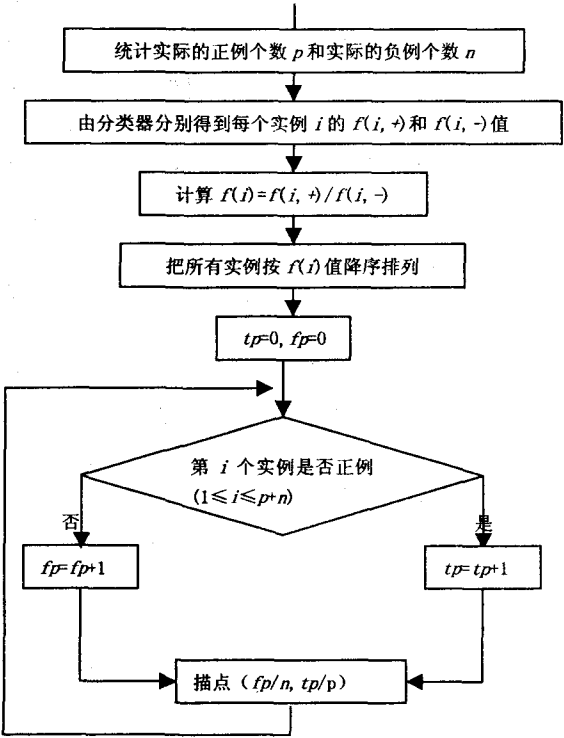 统计实际的正例个数 p 和实际的负例个数 n
由分类器分别得到每个实例 i 的 f(i, +)和 f(i, -)值
计算 f(i)=f(i, +)/f(i, -)
把所有实例按 f(i)值降序排列
tp=0, fp=0
第 i 个实例是否正例
(1≤i≤p+n)
否
是
fp=fp+1
tp=tp+1
描点（fp/n, tp/p）